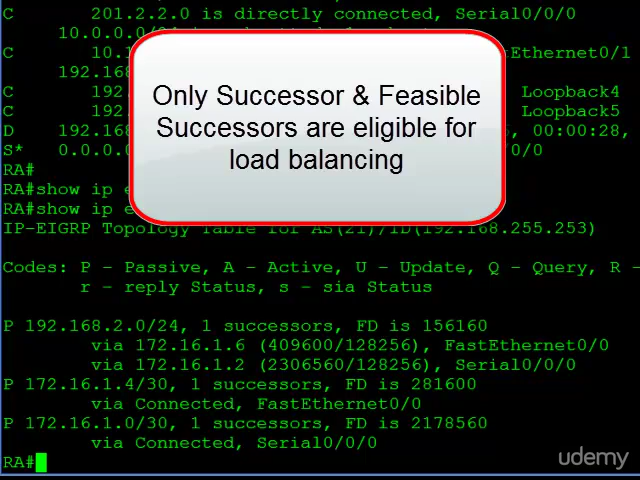 C 201.2.2.0 is directly connected, Serial0/0/0
10.0.0.0/24 is
C 10.1 FastEthernet0/1
192.168
C 192. Loopback4
C 192 Loopback5
D 192.168 00:00:28,
S* 0.0.0.0 0/0
RA#
RA#show ip e
RA#show ip e
Only Successor & Feasible
Successors are eligible for
load balancing
IP-EIGRP Topology Table for AS(21)/ID(192.168.255.253)
Codes: P - Passive, A - Active, U - Update, Q - Query, R -
r - reply Status, s - sia Status
P 192.168.2.0/24, 1 successors, FD is 156160
via 172.16.1.6 (409600/128256), FastEthernet0/0
via 172.16.1.2 (2306560/128256), Serial0/0/0
P 172.16.1.4/30, 1 successors, FD is 281600
via Connected, FastEthernet0/0
P 172.16.1.0/30, 1 successors, FD is 2178560
via Connected, Serial0/0/0
RA#
udemy